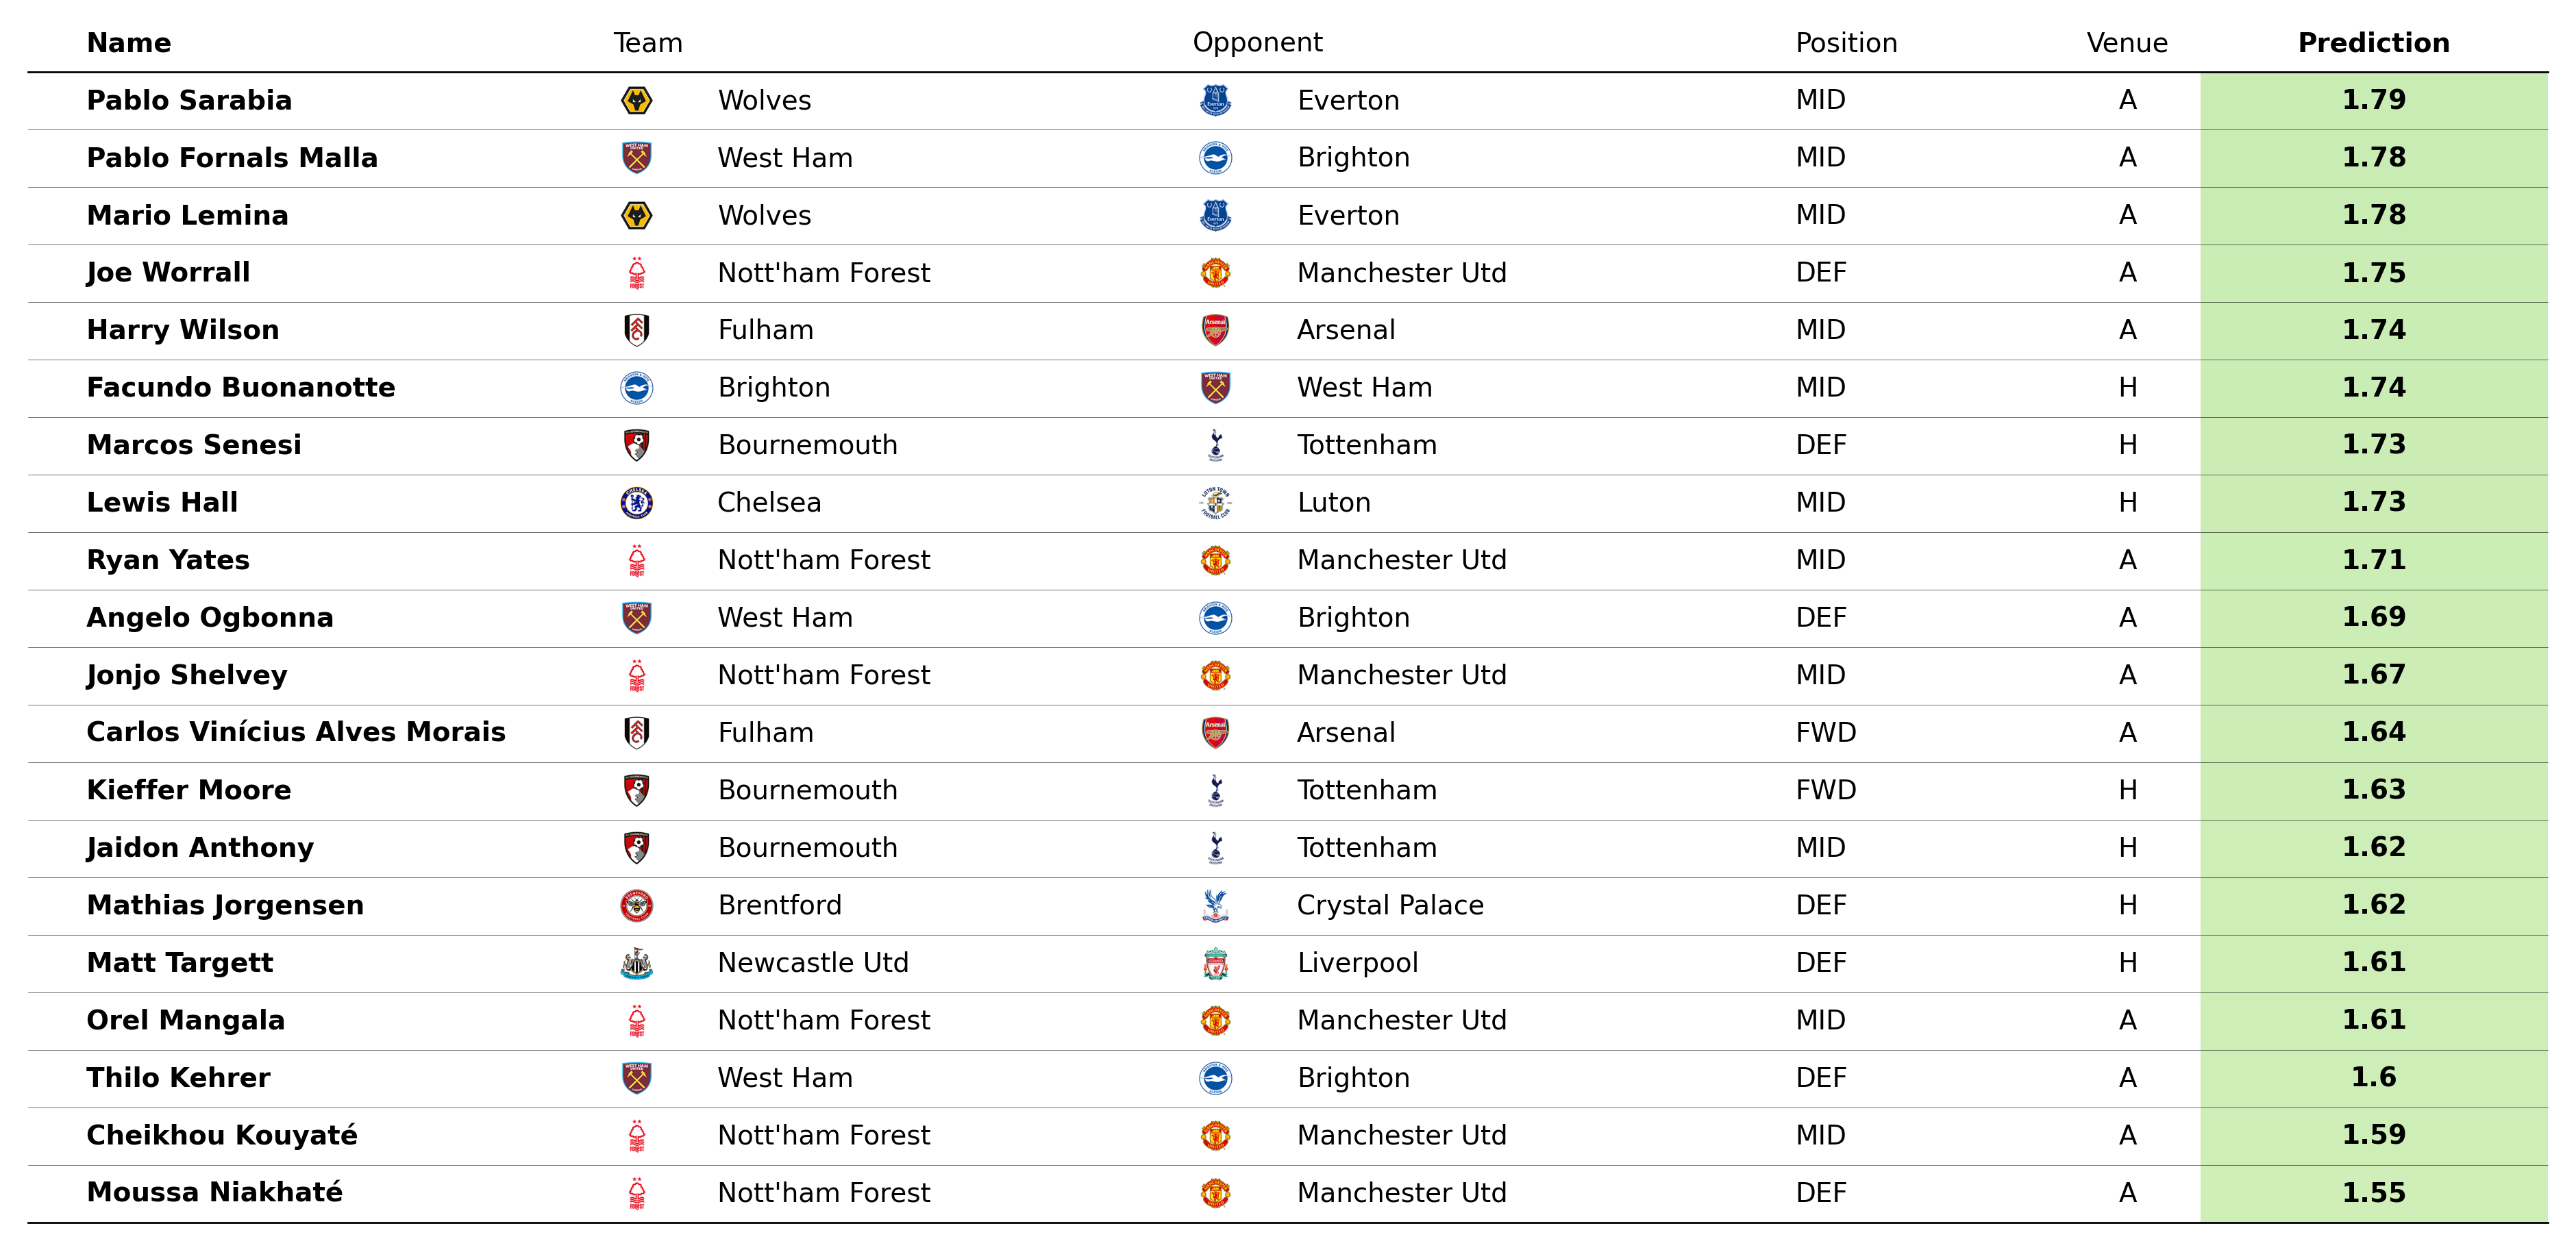 Name Team Opponent Position Venue Prediction
Pablo Sarabia Wolves Everton MID A 1.79
Pablo Fornals Malla West Ham Brighton MID A 1.78
Mario Lemina Wolves Everton MID A 1.78
Joe Worrall Nott'ham Forest Manchester Utd DEF A 1.75
Harry Wilson Fulham Arsenal MID A 1.74
Facundo Buonanotte Brighton West Ham MID H 1.74
Marcos Senesi Bournemouth Tottenham DEF H 1.73
Lewis Hall Chelsea Luton MID H 1.73
Ryan Yates Nott'ham Forest Manchester Utd MID A 1.71
Angelo Ogbonna West Ham Brighton DEF A 1.69
Jonjo Shelvey Nott'ham Forest Manchester Utd MID A 1.67
Carlos Vinícius Alves Morais Fulham Arsenal FWD A 1.64
Kieffer Moore Bournemouth Tottenham FWD H 1.63
Jaidon Anthony Bournemouth Tottenham MID H 1.62
Mathias Jorgensen Brentford Crystal Palace DEF H 1.62
Matt Targett Newcastle Utd Liverpool DEF H 1.61
Orel Mangala Nott'ham Forest Manchester Utd MID A 1.61
Thilo Kehrer West Ham Brighton DEF A 1.6
Cheikhou Kouyaté Nott'ham Forest Manchester Utd MID A 1.59
Moussa Niakhaté Nott'ham Forest Manchester Utd DEF A 1.55